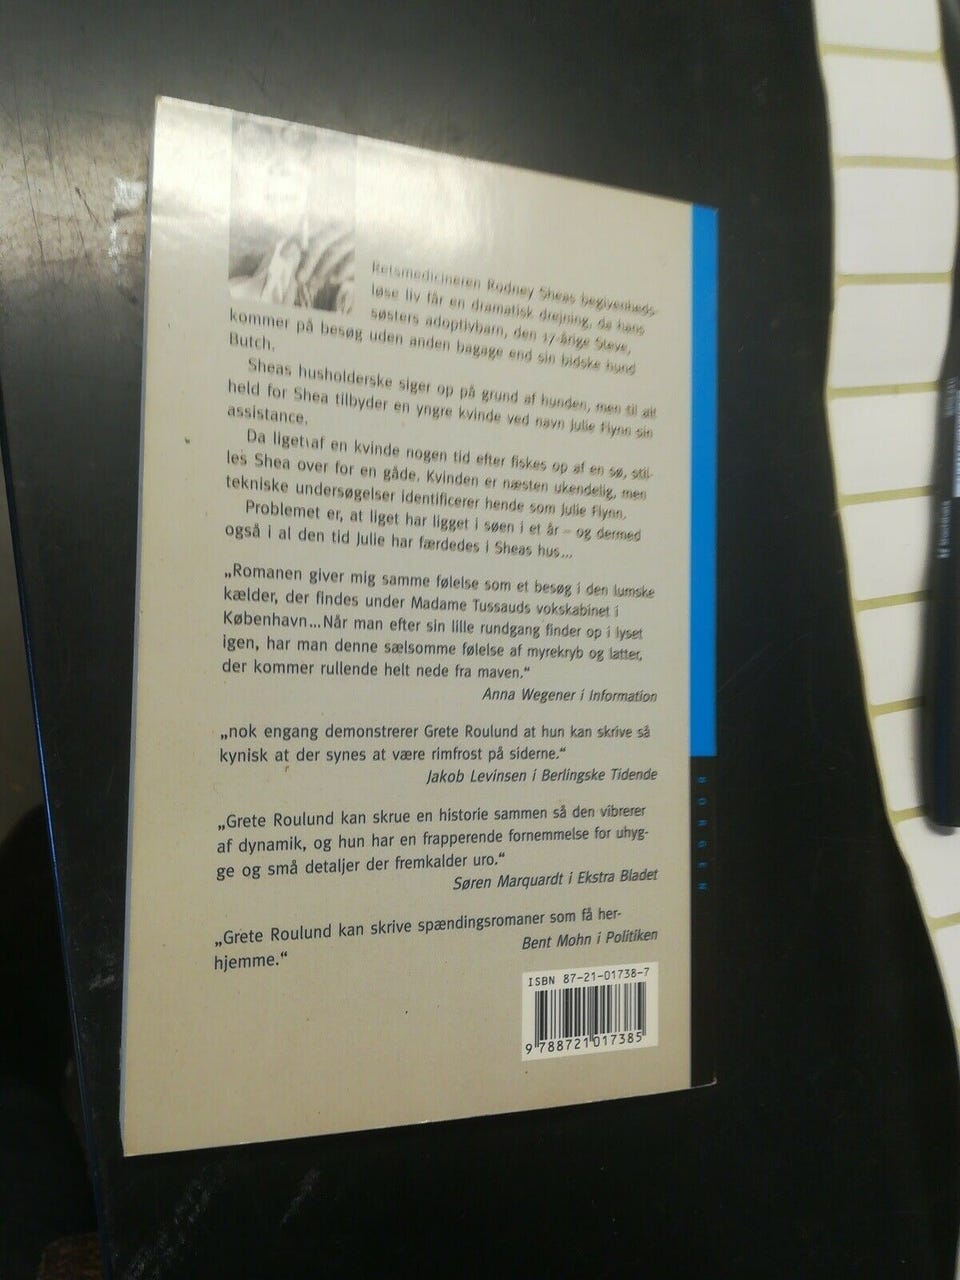 Retsmedicineren Rodney Sheas begivenheds-
løse liv får en dramatisk drejning, da hans
søsters adoptivbarn, den 17-årige Steve,
kommer på besøg uden anden bagage end sin bidske hund
Butch.
Sheas husholderske siger op på grund af hunden, men til alt
held for Shea tilbyder en yngre kvinde ved navn Julie Flynn sin
assistance.
Da liget af en kvinde nogen tid efter fiskes op af en sø, stil-
les Shea over for en gåde. Kvinden er næsten ukendelig, men
tekniske undersøgelser identificerer hende som Julie Flynn.
Problemet er, at liget har ligget i søen i et år – og dermed
også i al den tid Julie har færdedes i Sheas hus...
„Romanen giver mig samme følelse som et besøg i den lumske
kælder, der findes under Madame Tussauds vokskabinet i
København...Når man efter sin lille rundgang finder op i lyset
igen, har man denne sælsomme følelse af myrekryb og latter,
der kommer rullende helt nede fra maven.“
Anna Wegener i Information
„nok engang demonstrerer Grete Roulund at hun kan skrive så
kynisk at der synes at være rimfrost på siderne.“
Jakob Levinsen i Berlingske Tidende
„Grete Roulund kan skrue en historie sammen så den vibrerer
af dynamik, og hun har en frapperende fornemmelse for uhyg-
ge og små detaljer der fremkalder uro.“
Søren Marquardt i Ekstra Bladet
„Grete Roulund kan skrive spændingsromaner som få her-
hjemme.“
Bent Mohn i Politiken
ISBN 87-21-01738-7
9 788721 017385
BORGEN